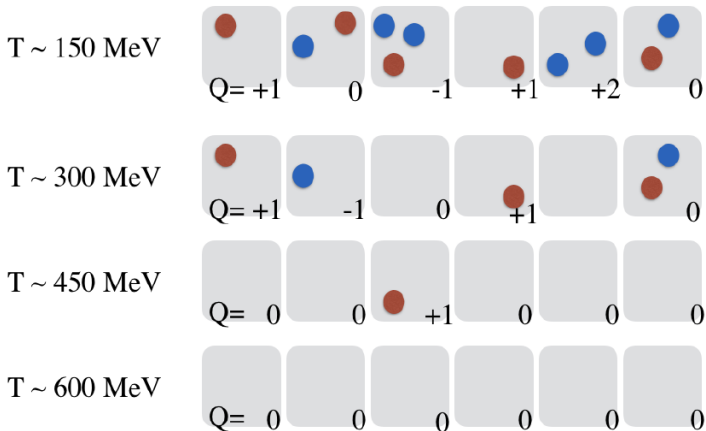 T ~ 150 MeV
Q= +1 0 -1 +1 +2 0
T ~ 300 MeV
Q= +1 -1 0 +1 0
T ~ 450 MeV
Q= 0 0 +1 0 0 0
T ~ 600 MeV
Q= 0 0 0 0 0 0